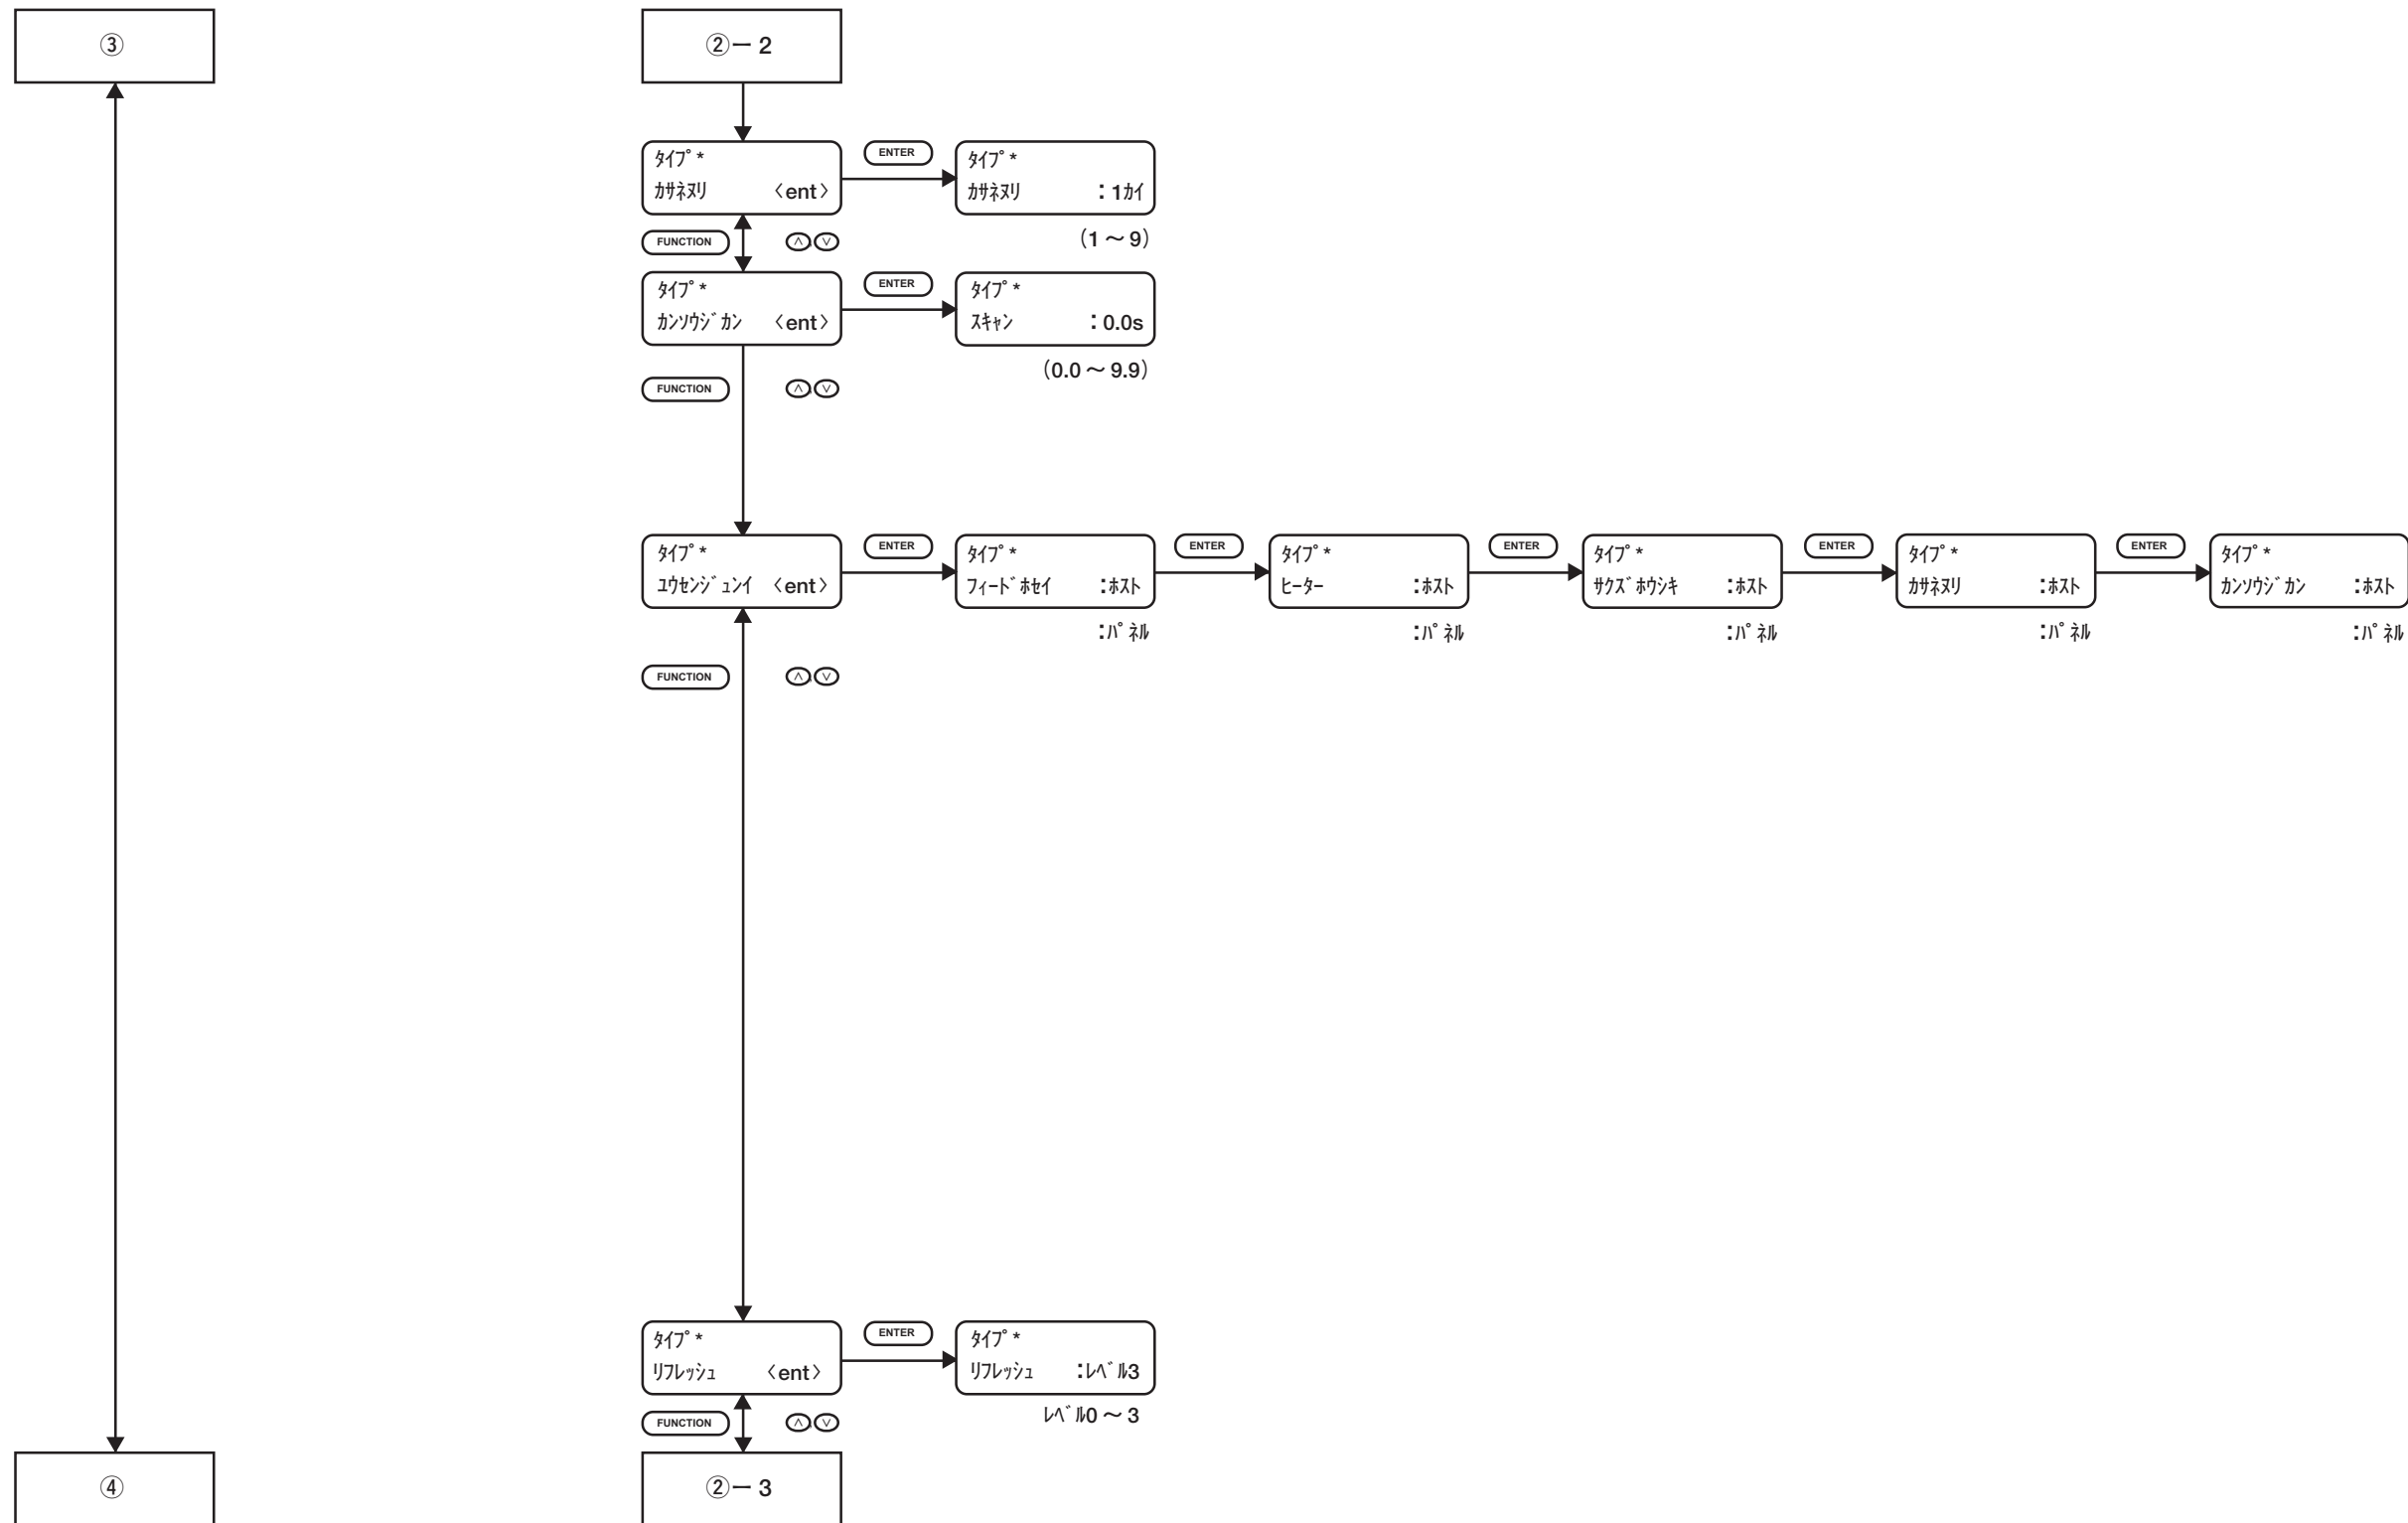 ③
②ー 2
ﾀｲﾌﾟ*
ｶｻﾈﾇﾘ 〈ent〉
ENTER
ﾀｲﾌﾟ*
ｶｻﾈﾇﾘ :1ｶｲ
(1～9)
FUNCTION ∧ ∨
ﾀｲﾌﾟ*
ｶﾝｿｳｼﾞｶﾝ 〈ent〉
ENTER
ﾀｲﾌﾟ*
ｽｷｬﾝ :0.0s
(0.0～9.9)
FUNCTION ∧ ∨
ﾀｲﾌﾟ*
ﾕｳｾﾝｼﾞｭﾝｲ 〈ent〉
ENTER
ﾀｲﾌﾟ*
ﾌｨｰﾄﾞﾎｾｲ :ﾎｽﾄ
:ﾊﾟﾈﾙ
ENTER
ﾀｲﾌﾟ*
ﾋｰﾀｰ :ﾎｽﾄ
:ﾊﾟﾈﾙ
ENTER
ﾀｲﾌﾟ*
ｻｸｽﾞﾎｳｼｷ :ﾎｽﾄ
:ﾊﾟﾈﾙ
ENTER
ﾀｲﾌﾟ*
ｶｻﾈﾇﾘ :ﾎｽﾄ
:ﾊﾟﾈﾙ
ENTER
ﾀｲﾌﾟ*
ｶﾝｿｳｼﾞｶﾝ :ﾎｽﾄ
:ﾊﾟﾈﾙ
FUNCTION ∧ ∨
ﾀｲﾌﾟ*
ﾘﾌﾚｯｼｭ 〈ent〉
ENTER
ﾀｲﾌﾟ*
ﾘﾌﾚｯｼｭ :ﾚﾍﾞﾙ3
ﾚﾍﾞﾙ0～3
FUNCTION ∧ ∨
④
②ー 3